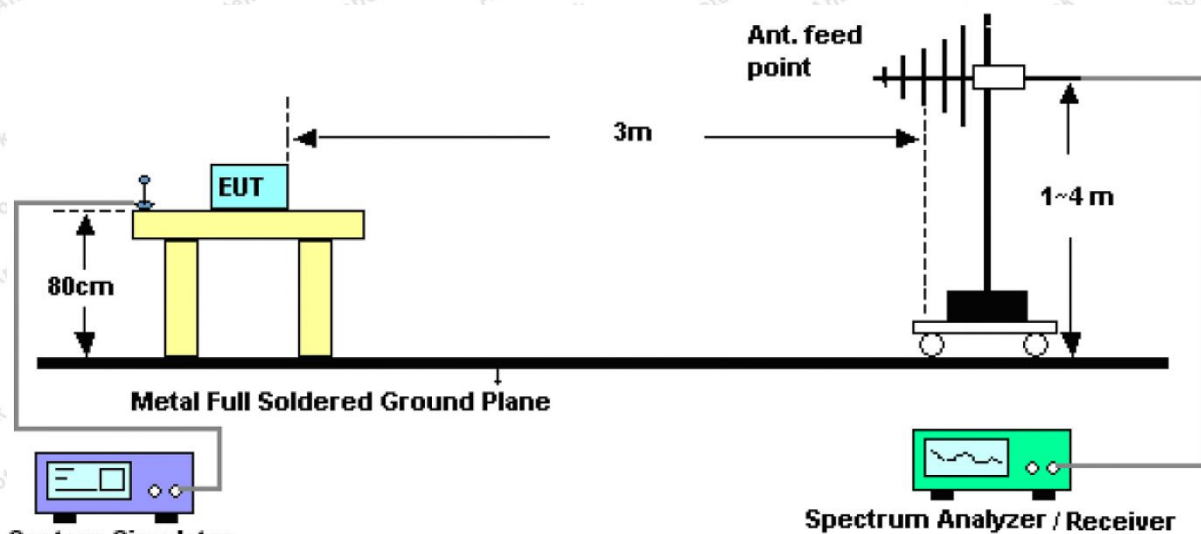 Ant. feed
point
3m
EUT
1~4 m
80cm
Metal Full Soldered Ground Plane
Spectrum Analyzer / Receiver